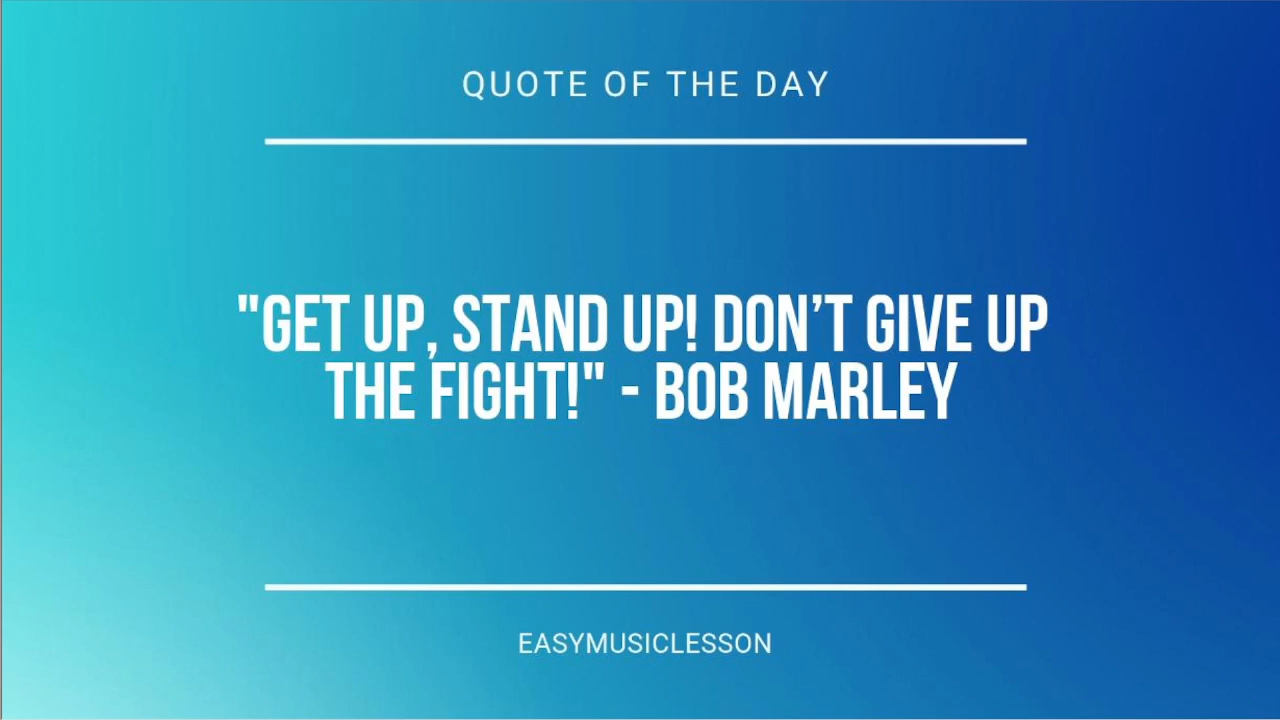 QUOTE OF THE DAY
"GET UP, STAND UP! DON’T GIVE UP
THE FIGHT!" - BOB MARLEY
EASYMUSICLESSON